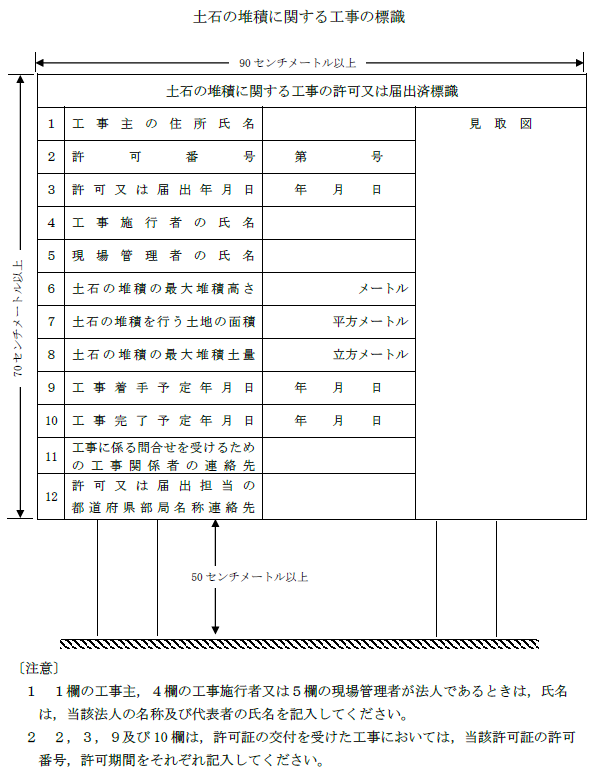 土石の堆積に関する工事の標識
90センチメートル以上
土石の堆積に関する工事の許可又は届出済標識
1 工事主の住所氏名
見取図
2 許可番号 第 号
3 許可又は届出年月日 年 月 日
4 工事施行者の氏名
5 現場管理者の氏名
6 土石の堆積の最大堆積高さ メートル
7 土石の堆積を行う土地の面積 平方メートル
8 土石の堆積の最大堆積土量 立方メートル
9 工事着手予定年月日 年 月 日
10 工事完了予定年月日 年 月 日
11 工事に係る問合せを受けるため
の工事関係者の連絡先
12 許可又は届出担当の
都道府県部局名称連絡先
70センチメートル以上
50センチメートル以上
〔注意〕
1 1欄の工事主，4欄の工事施行者又は5欄の現場管理者が法人であるときは，氏名
は，当該法人の名称及び代表者の氏名を記入してください。
2 2，3，9及び10欄は，許可証の交付を受けた工事においては，当該許可証の許可
番号，許可期間をそれぞれ記入してください。